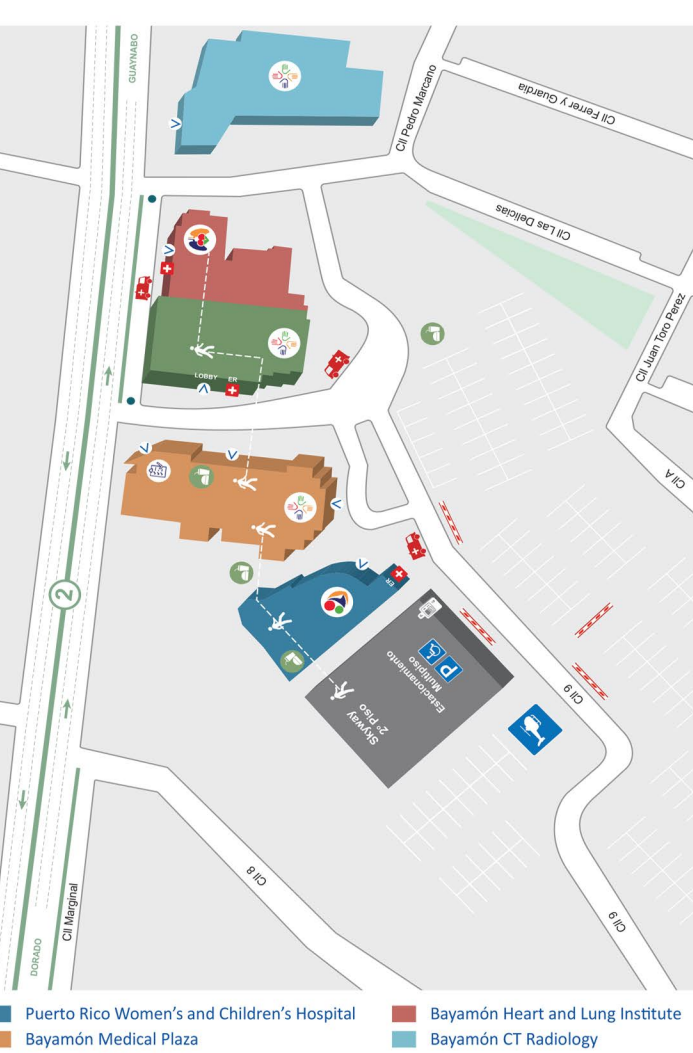 GUAYNABO
Cll Pedro Marcano
Cll Ferrer y Guardia
Cll Las Delicias
Cll Juan Toro Perez
Cll A
LOBBY
ER
2
ER
P
Estacionamiento
Multipiso
Skyway
2º Piso
Cll 9
Cll 8
Cll 9
Cll Marginal
DORADO
Puerto Rico Women's and Children's Hospital
Bayamón Heart and Lung Institute
Bayamón Medical Plaza
Bayamón CT Radiology